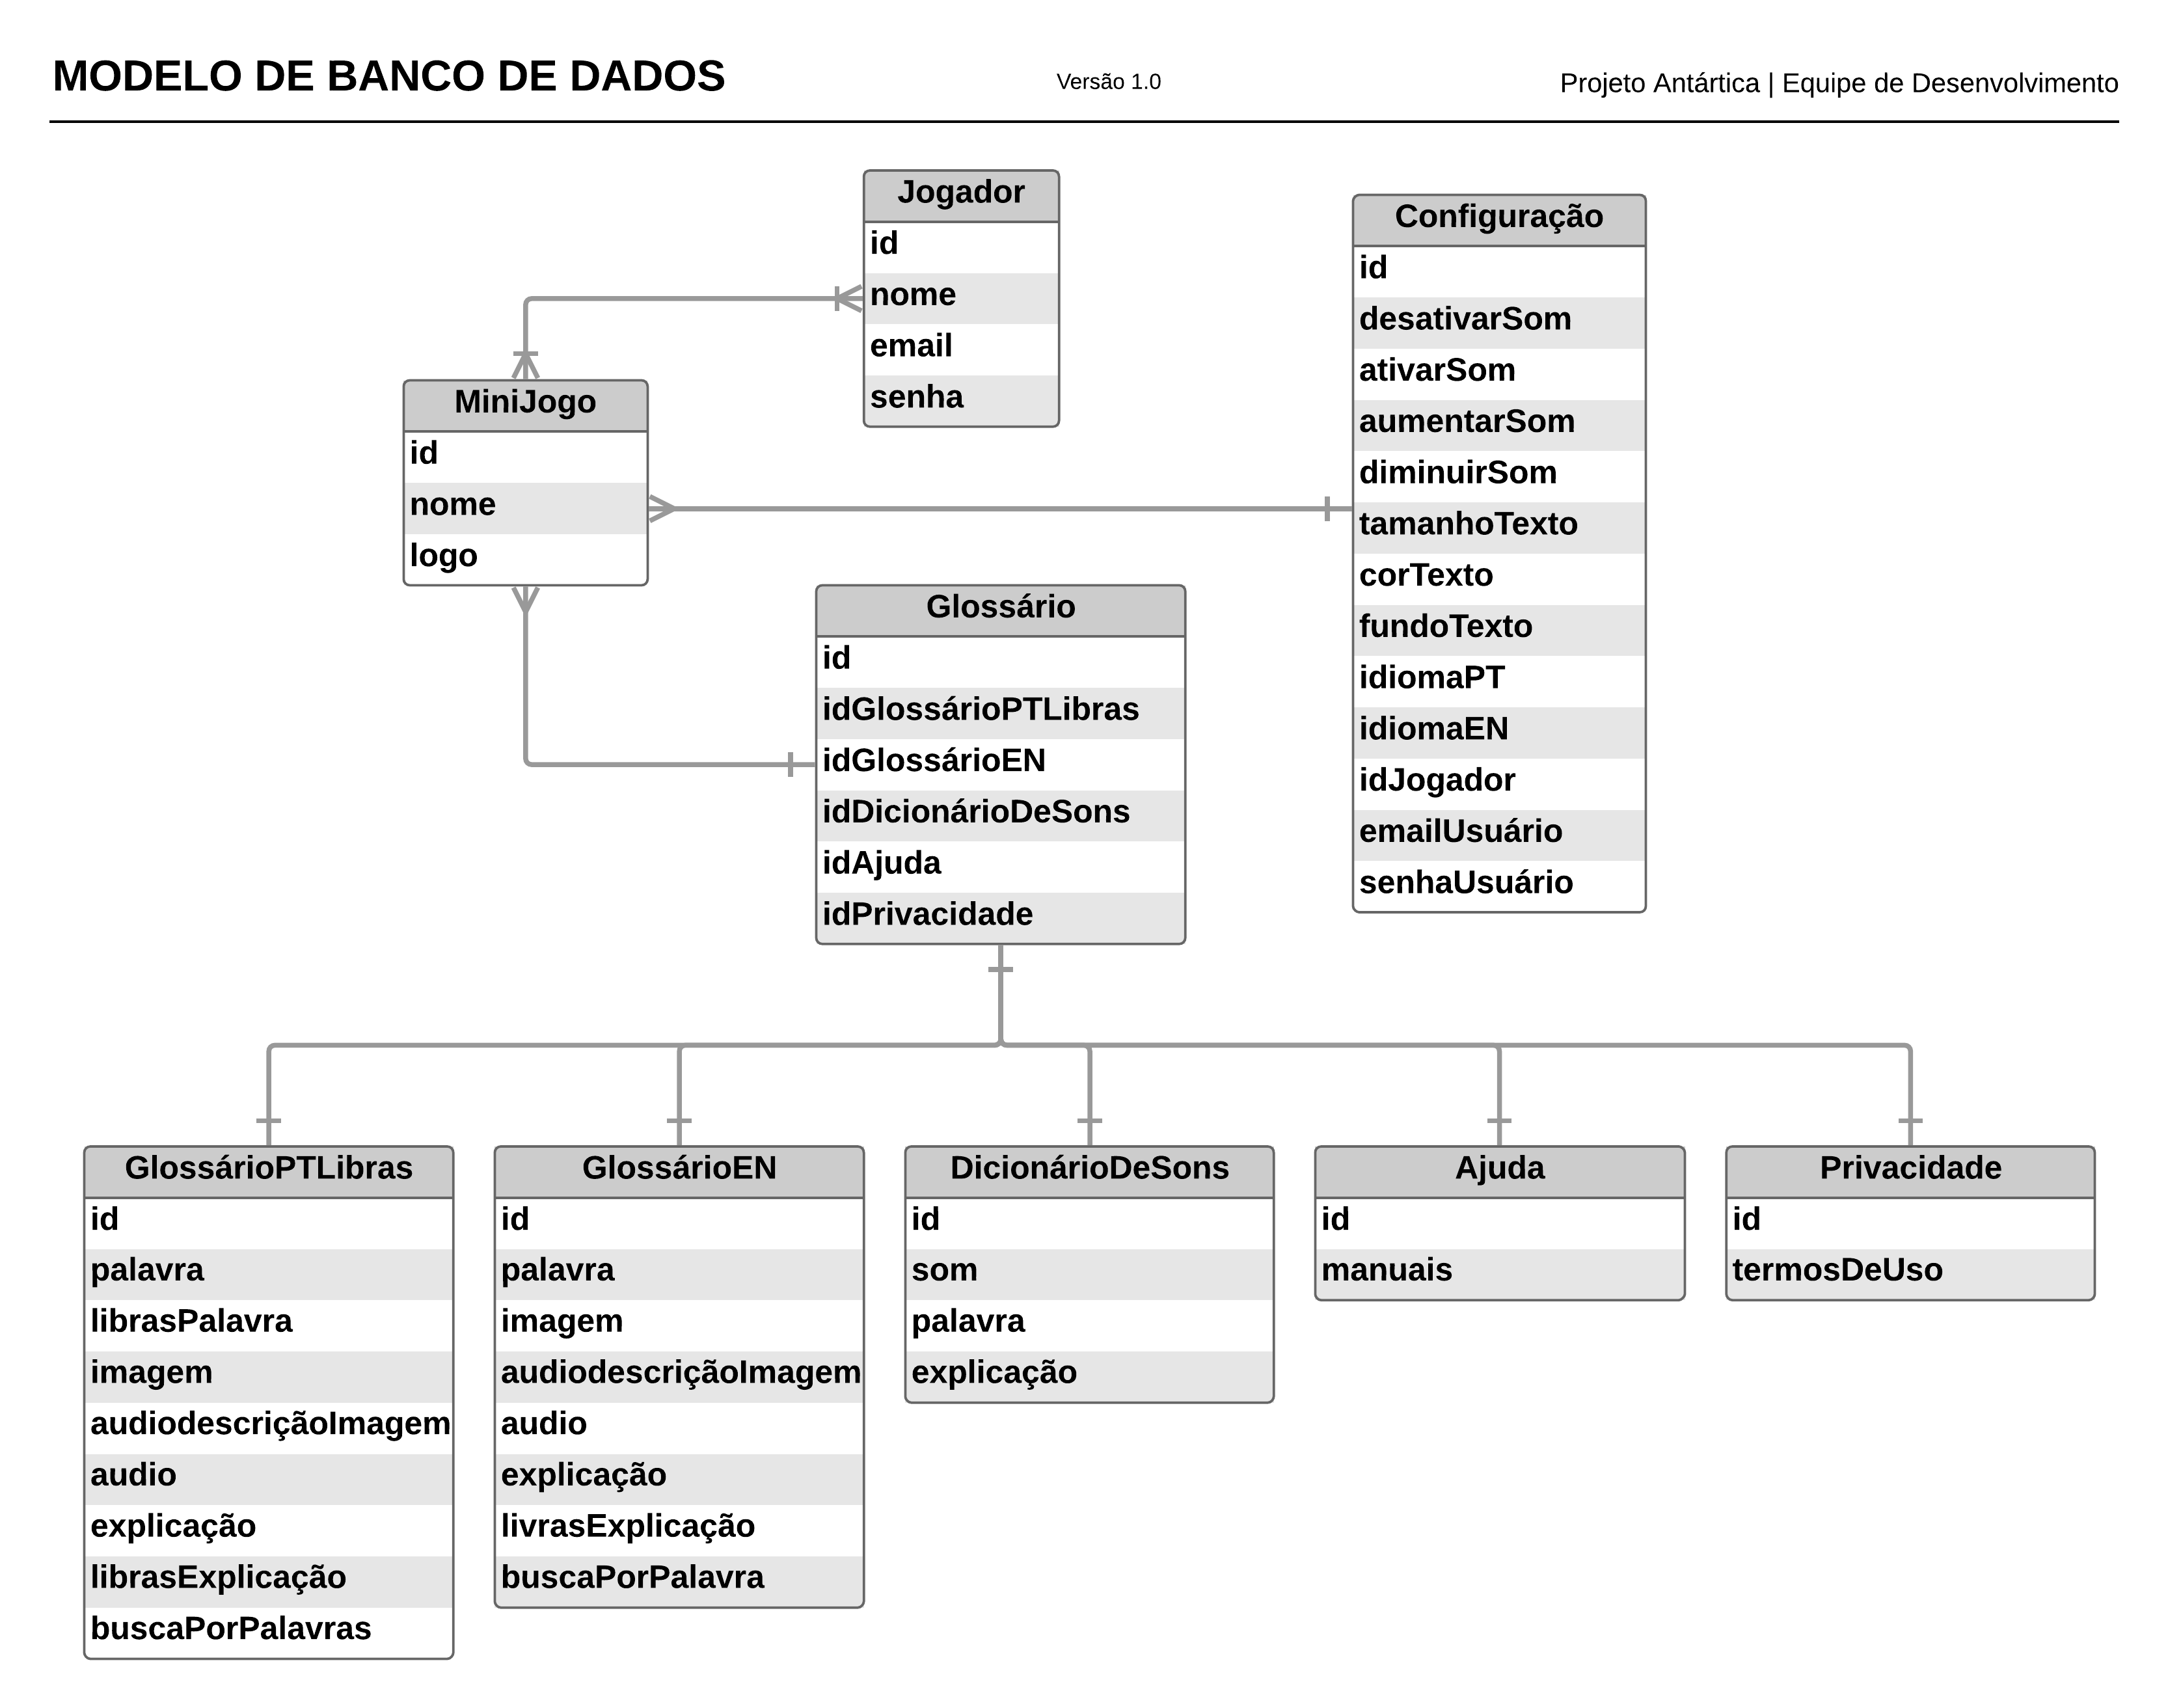 MODELO DE BANCO DE DADOS
Versão 1.0
Projeto Antártica | Equipe de Desenvolvimento
Jogador
id
nome
email
senha
Configuração
id
desativarSom
ativarSom
aumentarSom
diminuirSom
tamanhoTexto
corTexto
fundoTexto
idiomaPT
idiomaEN
idJogador
emailUsuário
senhaUsuário
MiniJogo
id
nome
logo
Glossário
id
idGlossárioPTLibras
idGlossárioEN
idDicionárioDeSons
idAjuda
idPrivacidade
GlossárioPTLibras
id
palavra
librasPalavra
imagem
audiodescriçãoImagem
audio
explicação
librasExplicação
buscaPorPalavras
GlossárioEN
id
palavra
imagem
audiodescriçãoImagem
audio
explicação
livrasExplicação
buscaPorPalavra
DicionárioDeSons
id
som
palavra
explicação
Ajuda
id
manuais
Privacidade
id
termosDeUso